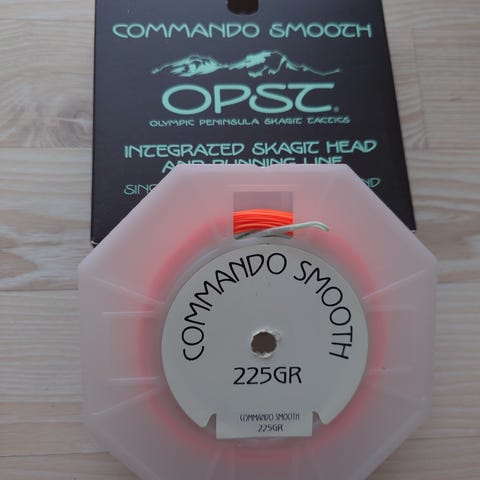 COMMANDO SMOOTH
OPST®
OLYMPIC PENINSULA SKAGIT TACTICS
INTEGRATED SKAGIT HEAD
AND RUNNING LINE
COMMANDO SMOOTH
225GR
COMMANDO SMOOTH
225GR